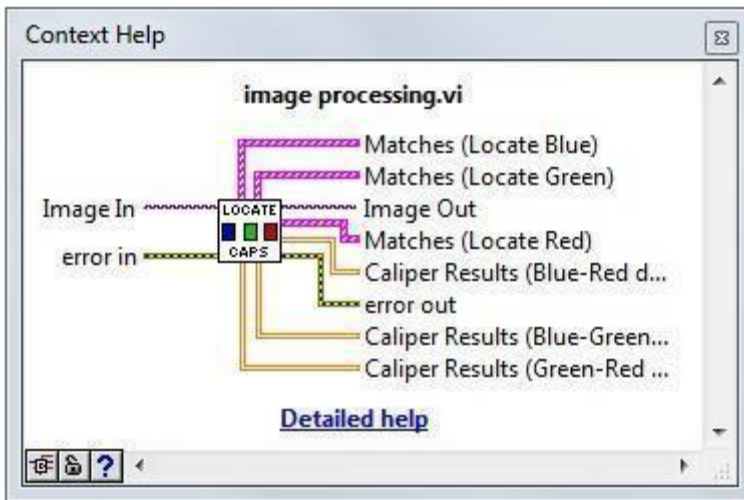 Context Help
image processing.vi
Matches (Locate Blue)
Matches (Locate Green)
Image In
LOCATE
Image Out
Matches (Locate Red)
error in
CAPS
Caliper Results (Blue-Red d...
error out
Caliper Results (Blue-Green...
Caliper Results (Green-Red ...
Detailed help
?